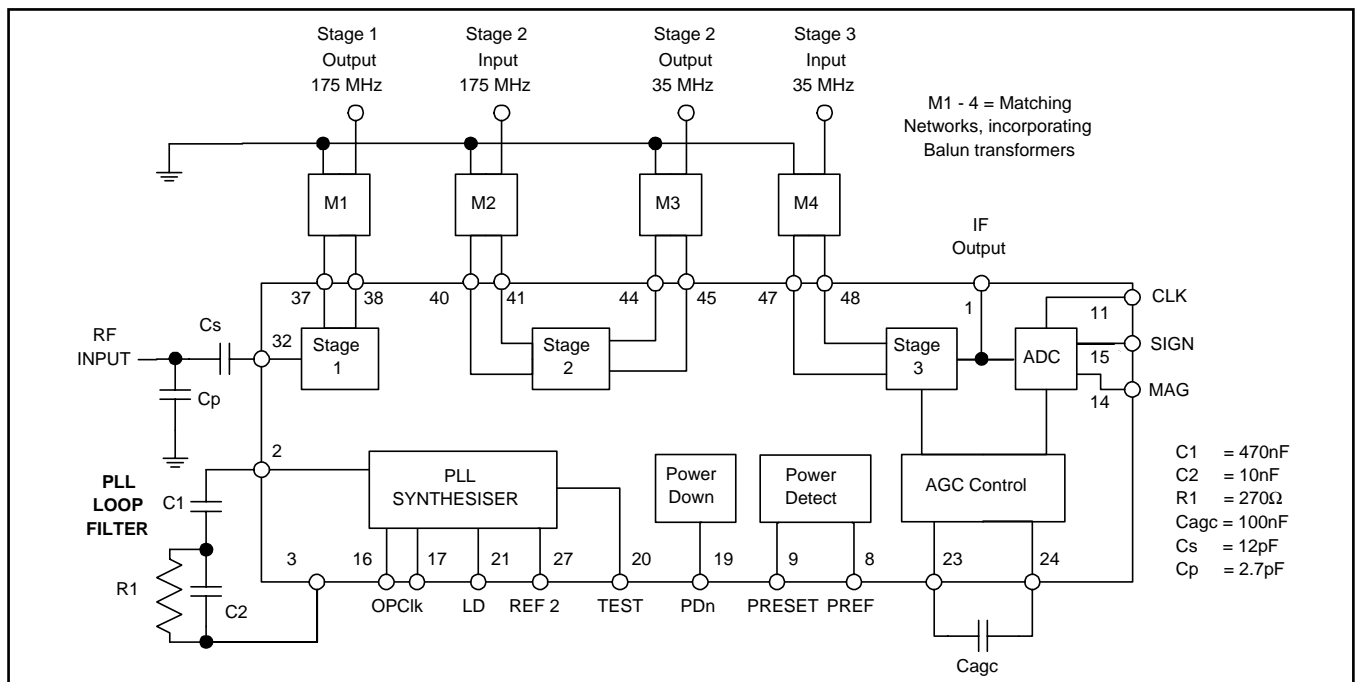 Stage 1
Output
175 MHz
Stage 2
Input
175 MHz
Stage 2
Output
35 MHz
Stage 3
Input
35 MHz
M1 - 4 = Matching
Networks, incorporating
Balun transformers
M1
M2
M3
M4
IF
Output
37
38
40
41
44
45
47
48
1
11
CLK
RF
INPUT
Cs
32
Stage
1
Stage
2
Stage
3
ADC
15
SIGN
14
MAG
Cp
2
PLL
LOOP
FILTER
C1
PLL
SYNTHESISER
Power
Down
Power
Detect
AGC Control
C1 = 470nF
C2 = 10nF
R1 = 270Ω
Cagc = 100nF
Cs = 12pF
Cp = 2.7pF
R1
C2
3
16
17
21
27
20
19
9
8
23
24
OPClk
LD
REF 2
TEST
PDn
PRESET
PREF
Cagc